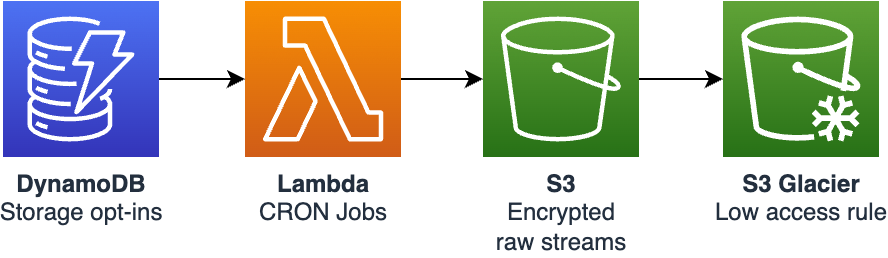 DynamoDB
Storage opt-ins
Lambda
CRON Jobs
S3
Encrypted
raw streams
S3 Glacier
Low access rule